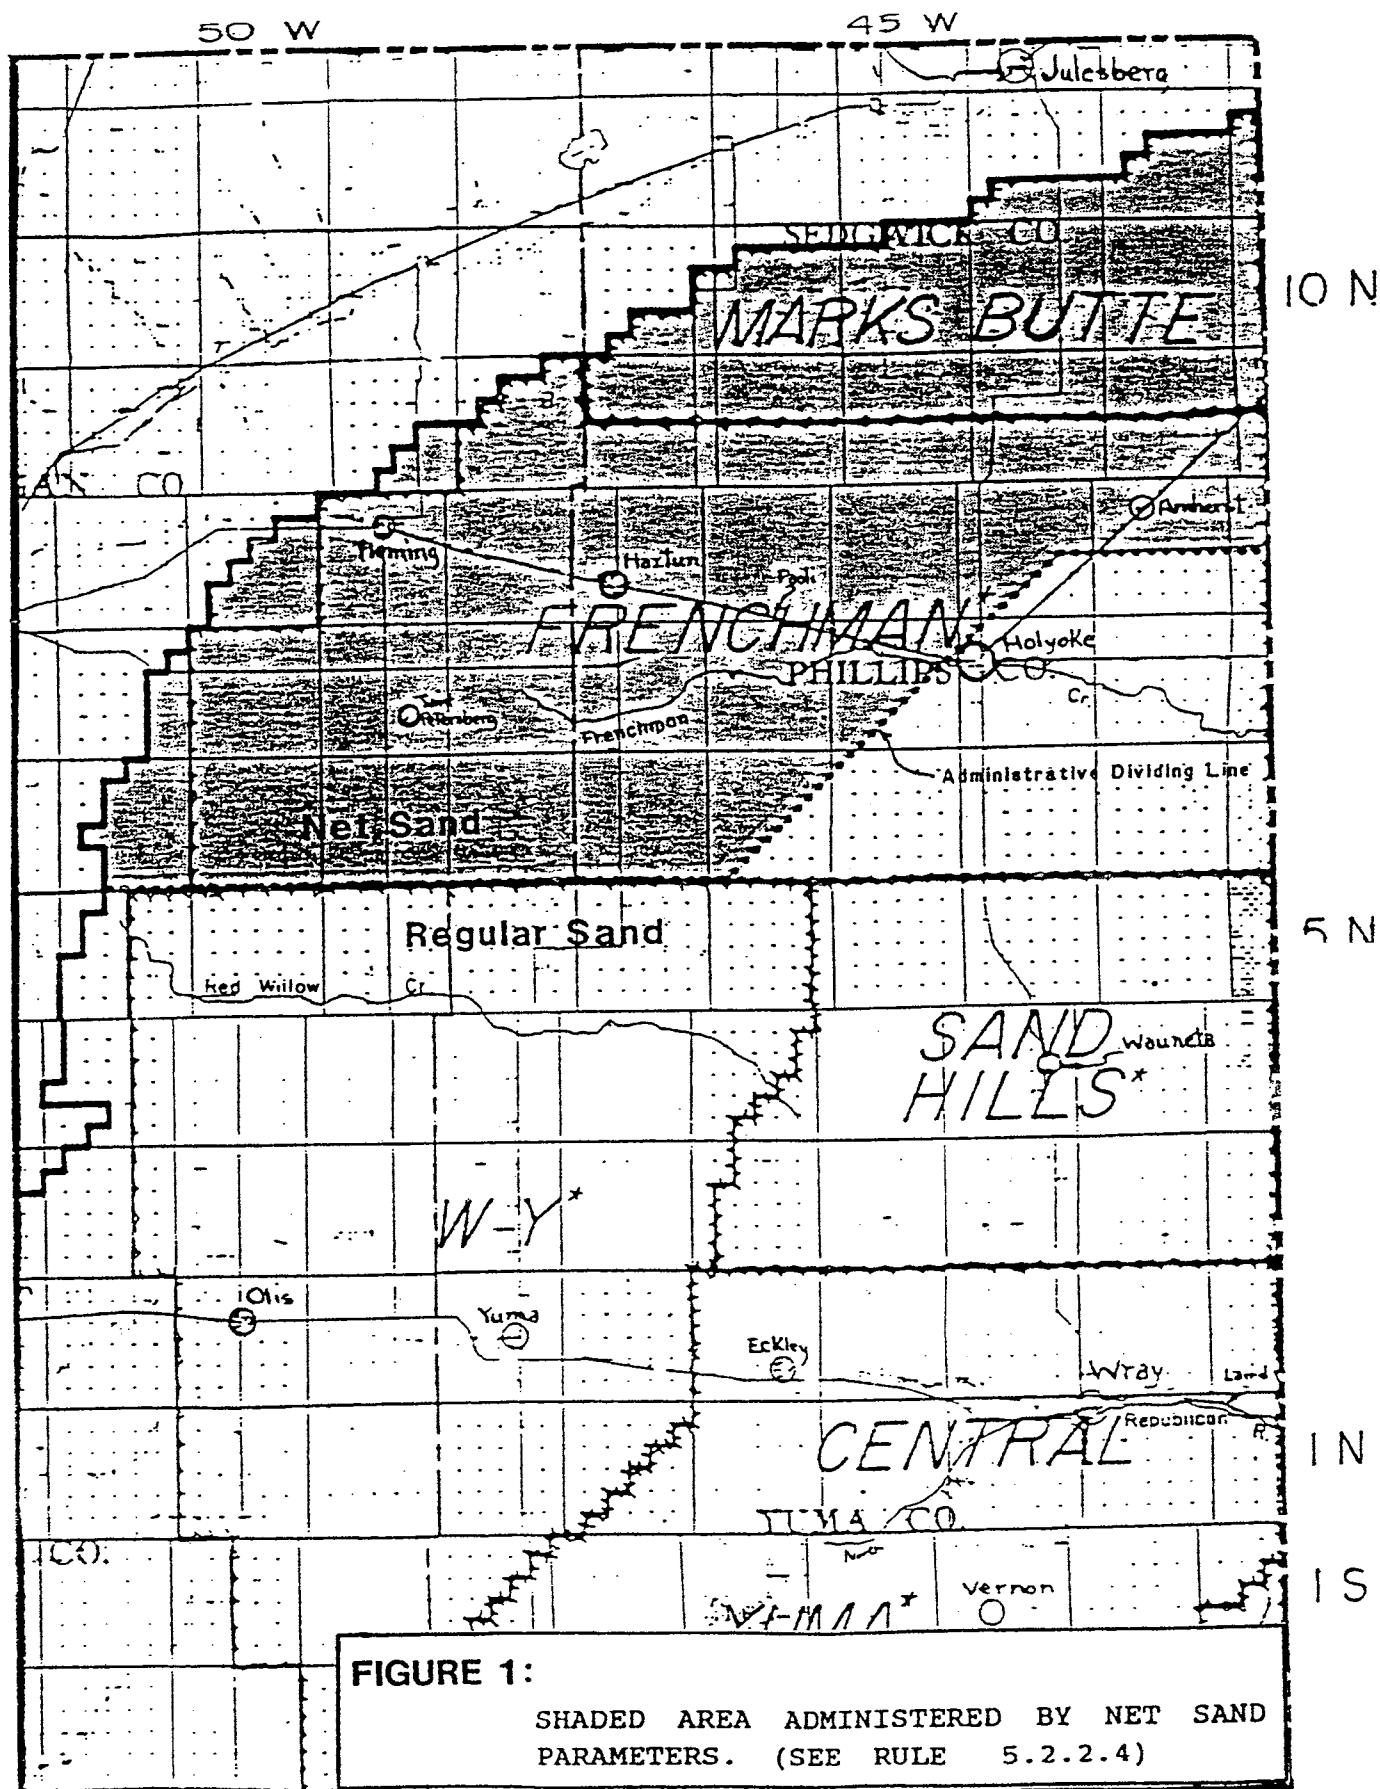 50 W
45 W
Julesberg
SEDGWICK CO.
10 N
MARKS BUTTE
CO.
Amherst
Fleming
Haxtun
FRENCHMAN
Holyoke
PHILLIPS CO.
Cr.
Frenchman
Administrative Dividing Line
Net Sand
Regular Sand
5 N
Red Willow Cr.
SAND
HILLS*
Wauneta
W-Y*
Otis
Yuma
Eckley
Wray
Laird
Republican R.
CENTRAL
1 N
YUMA CO.
CO.
1 S
Vernon
FIGURE 1:
SHADED AREA ADMINISTERED BY NET SAND
PARAMETERS. (SEE RULE 5.2.2.4)